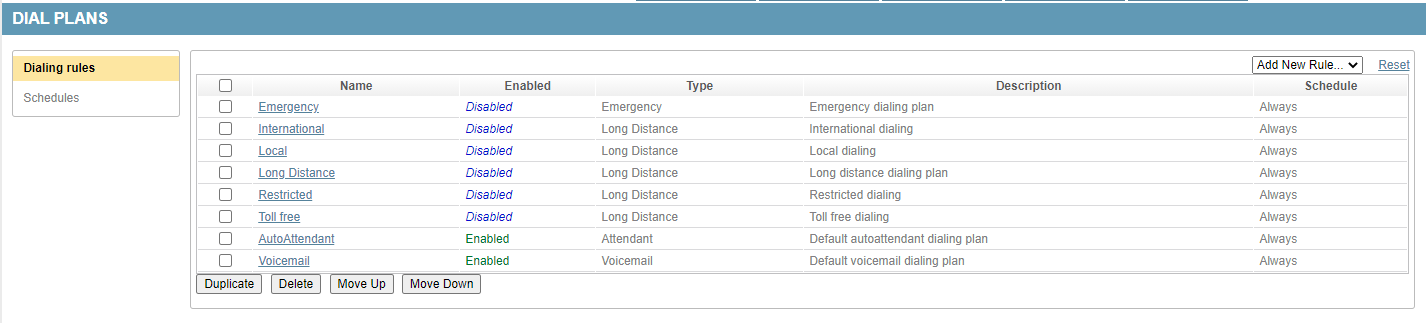 DIAL PLANS
Dialing rules
Schedules
Add New Rule... Reset
Name Enabled Type Description Schedule
Emergency Disabled Emergency Emergency dialing plan Always
International Disabled Long Distance International dialing Always
Local Disabled Long Distance Local dialing Always
Long Distance Disabled Long Distance Long distance dialing plan Always
Restricted Disabled Long Distance Restricted dialing Always
Toll free Disabled Long Distance Toll free dialing Always
AutoAttendant Enabled Attendant Default autoattendant dialing plan Always
Voicemail Enabled Voicemail Default voicemail dialing plan Always
Duplicate Delete Move Up Move Down